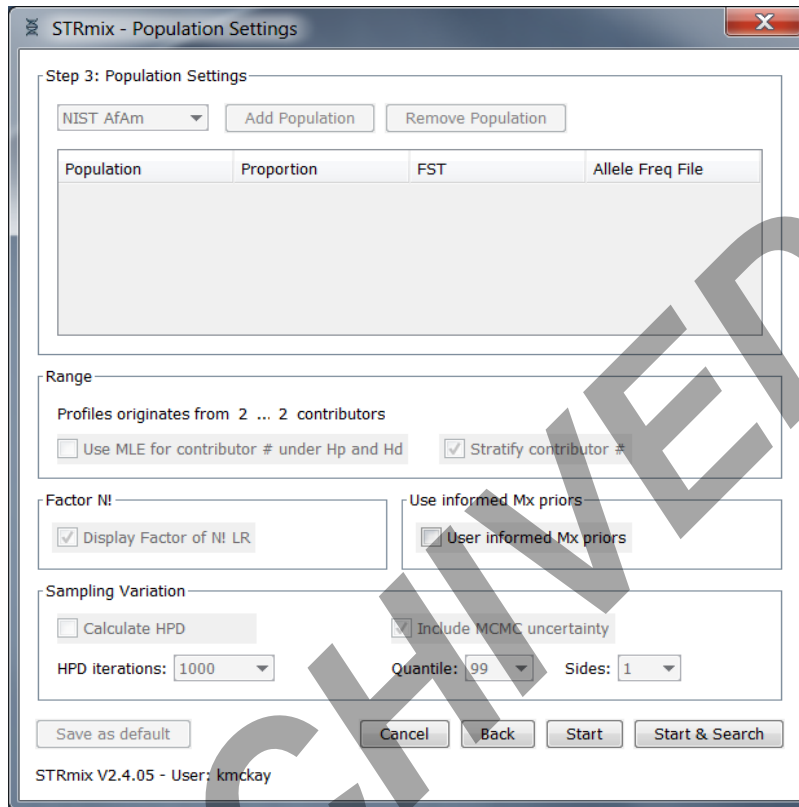 STRmix - Population Settings
Step 3: Population Settings
NIST AfAm Add Population Remove Population
Population Proportion FST Allele Freq File
Range
Profiles originates from 2 ... 2 contributors
Use MLE for contributor # under Hp and Hd Stratify contributor #
Factor N! Use informed Mx priors
Display Factor of N! LR User informed Mx priors
Sampling Variation
Calculate HPD Include MCMC uncertainty
HPD iterations: 1000 Quantile: 99 Sides: 1
Save as default Cancel Back Start Start & Search
STRmix V2.4.05 - User: kmckay
CHIVED